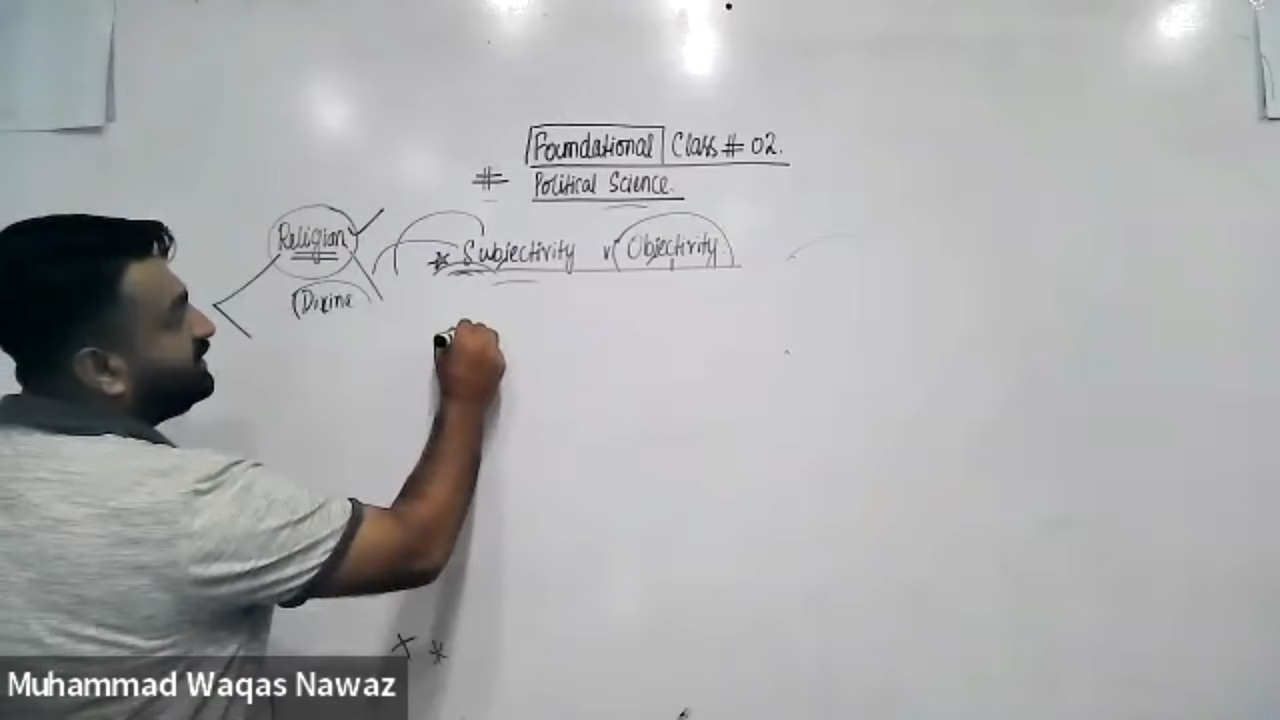 Foundational Class # 02.
# Political Science.
Religion
* Subjectivity v Objectivity
(Divine
+ *
Muhammad Waqas Nawaz